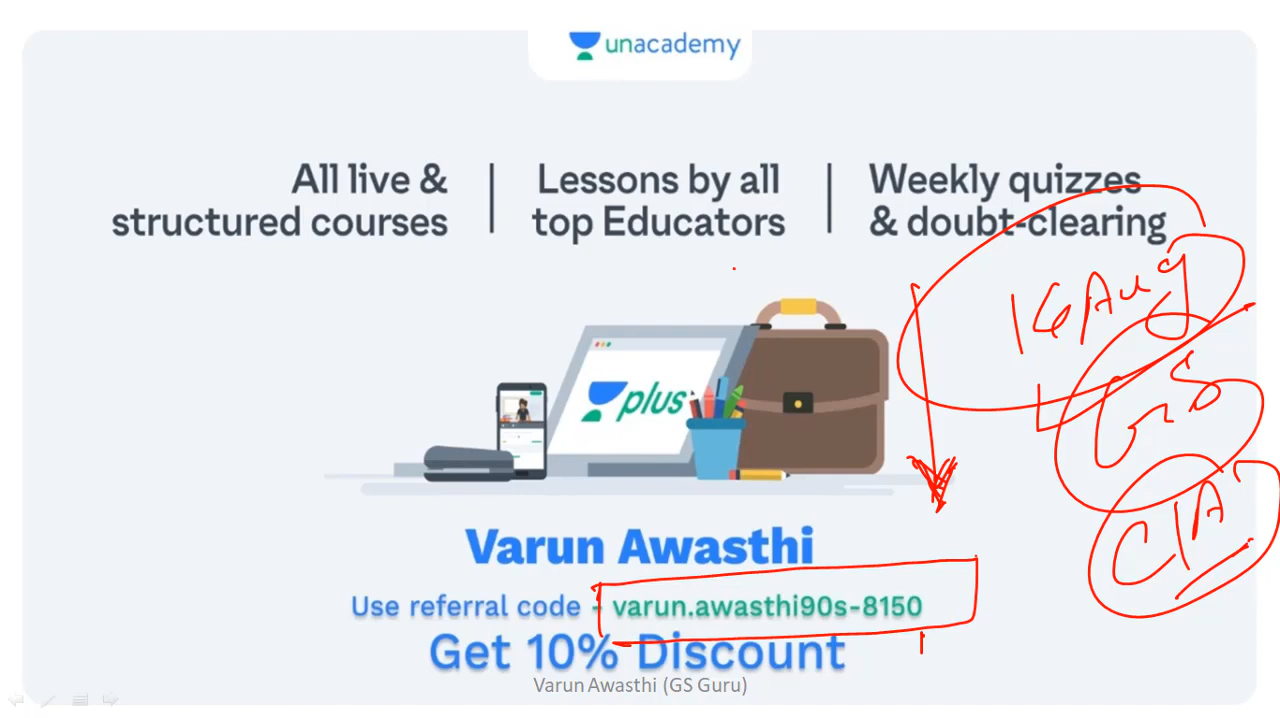 unacademy
All live & structured courses
Lessons by all top Educators
Weekly quizzes & doubt-clearing
16 Aug
GS
C/A
plus
Varun Awasthi
Use referral code - varun.awasthi90s-8150
Get 10% Discount
Varun Awasthi (GS Guru)